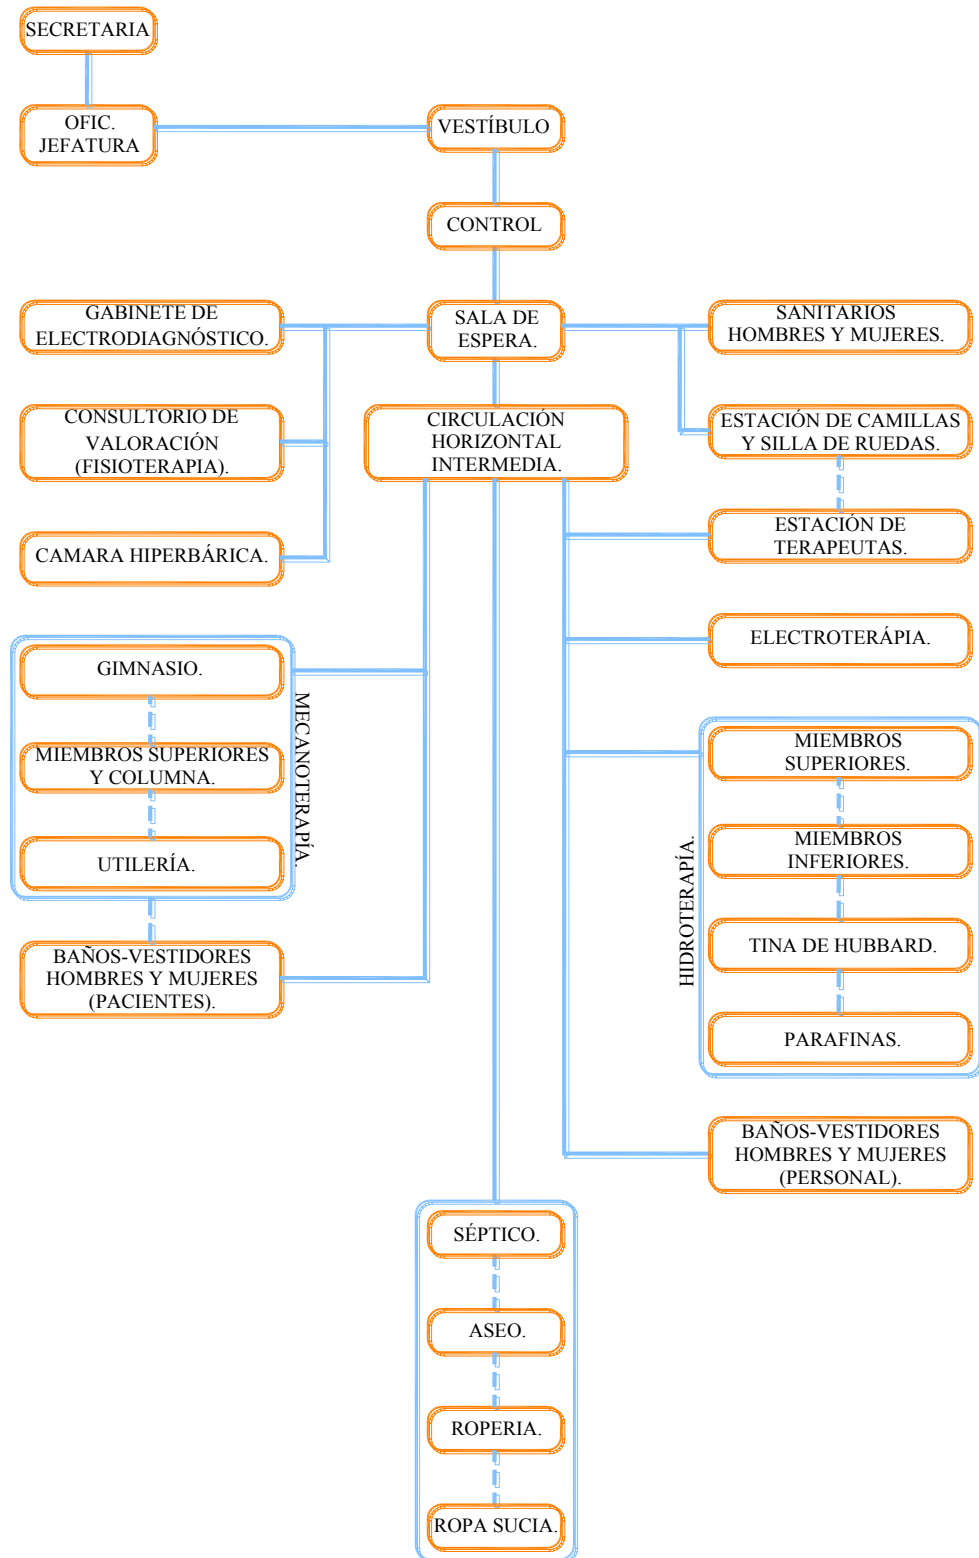 SECRETARIA
OFIC.
JEFATURA
VESTÍBULO
CONTROL
GABINETE DE
ELECTRODIAGNÓSTICO.
SALA DE
ESPERA.
SANITARIOS
HOMBRES Y MUJERES.
CONSULTORIO DE
VALORACIÓN
(FISIOTERAPIA).
CIRCULACIÓN
HORIZONTAL
INTERMEDIA.
ESTACIÓN DE CAMILLAS
Y SILLA DE RUEDAS.
CAMARA HIPERBÁRICA.
ESTACIÓN DE
TERAPEUTAS.
ELECTROTERÁPIA.
GIMNASIO.
MIEMBROS SUPERIORES
Y COLUMNA.
UTILERÍA.
MECANOTERAPÍA.
BAÑOS-VESTIDORES
HOMBRES Y MUJERES
(PACIENTES).
HIDROTERAPÍA.
MIEMBROS
SUPERIORES.
MIEMBROS
INFERIORES.
TINA DE HUBBARD.
PARAFINAS.
BAÑOS-VESTIDORES
HOMBRES Y MUJERES
(PERSONAL).
SÉPTICO.
ASEO.
ROPERIA.
ROPA SUCIA.